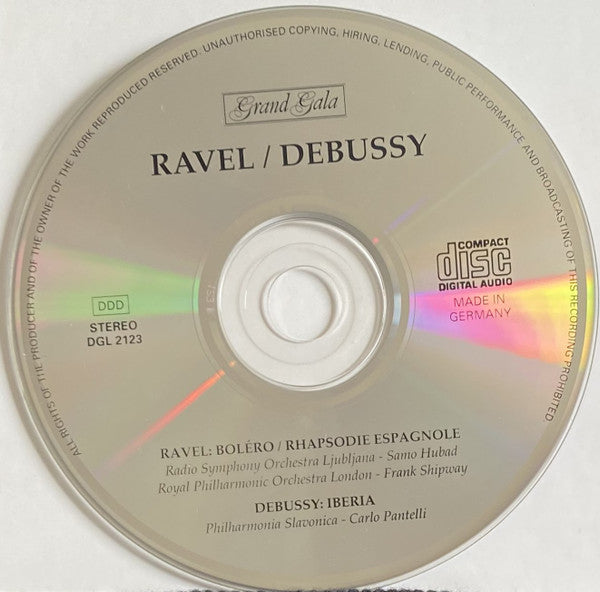 ALL RIGHTS OF THE PRODUCER AND OF THE OWNER OF THE WORK REPRODUCED RESERVED. UNAUTHORISED COPYING, HIRING, LENDING, PUBLIC PERFORMANCE AND BROADCASTING OF THIS RECORDING PROHIBITED.
Grand Gala
RAVEL / DEBUSSY
COMPACT
disc
DIGITAL AUDIO
MADE IN
GERMANY
DDD
STEREO
DGL 2123
RAVEL: BOLÉRO / RHAPSODIE ESPAGNOLE
Radio Symphony Orchestra Ljubljana - Samo Hubad
Royal Philharmonic Orchestra London - Frank Shipway
DEBUSSY: IBERIA
Philharmonia Slavonica - Carlo Pantelli